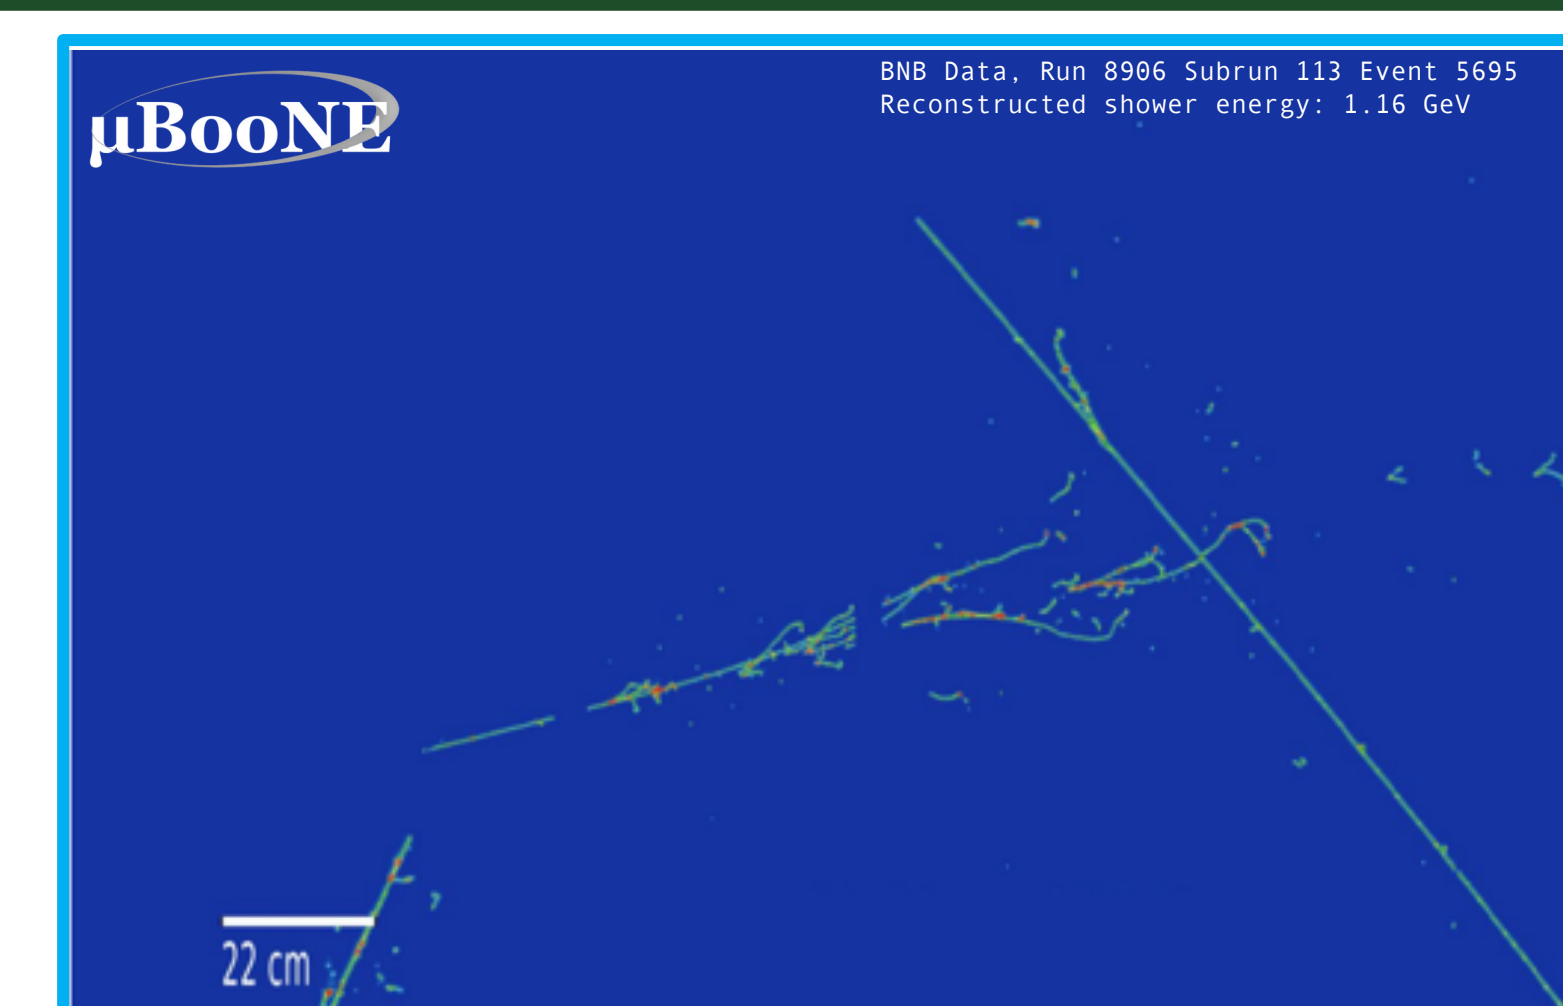 μBooNE
BNB Data, Run 8906 Subrun 113 Event 5695
Reconstructed shower energy: 1.16 GeV
22 cm